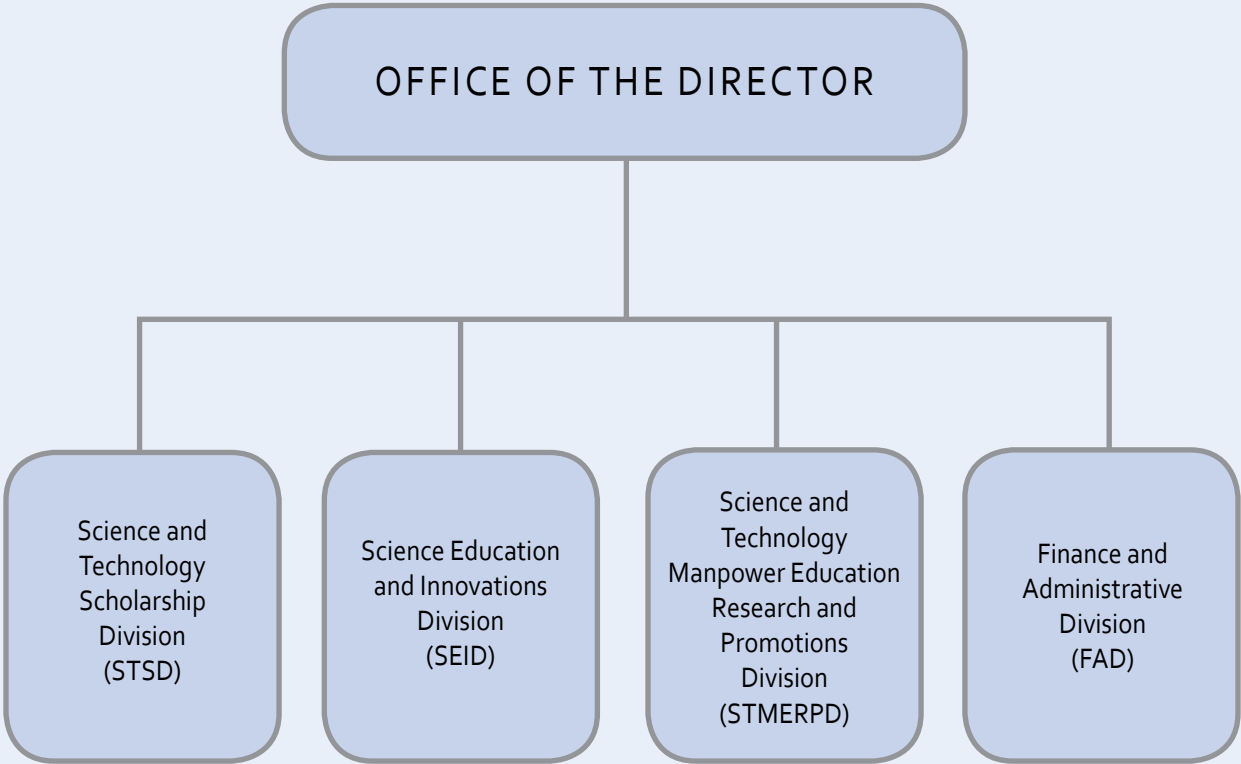 OFFICE OF THE DIRECTOR
Science and
Technology
Scholarship
Division
(STSD)
Science Education
and Innovations
Division
(SEID)
Science and
Technology
Manpower Education
Research and
Promotions
Division
(STMERPD)
Finance and
Administrative
Division
(FAD)